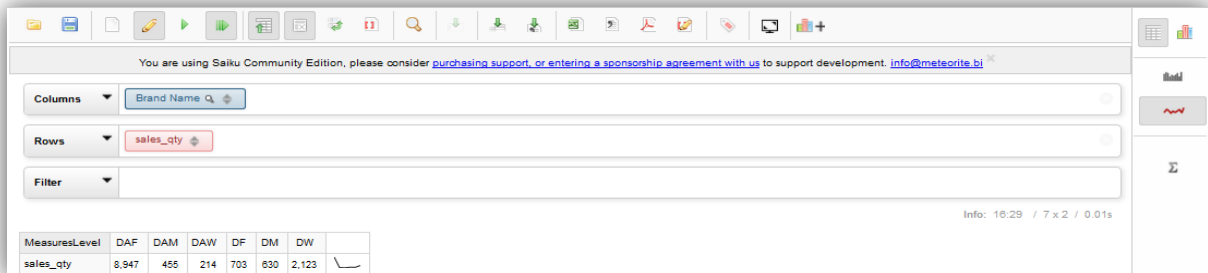 You are using Saiku Community Edition, please consider purchasing support, or entering a sponsorship agreement with us to support development. info@meteorite.bi
Columns Brand Name
Rows sales_qty
Filter
Info: 16:29 / 7 x 2 / 0.01s
MeasuresLevel DAF DAM DAW DF DM DW
sales_qty 8,947 455 214 703 630 2,123